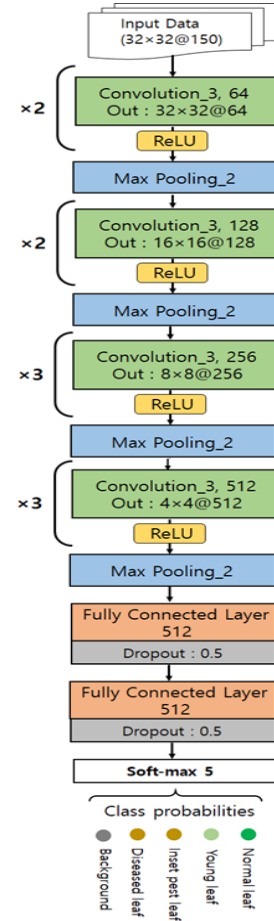 Input Data
(32×32@150)
×2
Convolution_3, 64
Out : 32×32@64
ReLU
Max Pooling_2
×2
Convolution_3, 128
Out : 16×16@128
ReLU
Max Pooling_2
×3
Convolution_3, 256
Out : 8×8@256
ReLU
Max Pooling_2
×3
Convolution_3, 512
Out : 4×4@512
ReLU
Max Pooling_2
Fully Connected Layer
512
Dropout : 0.5
Fully Connected Layer
512
Dropout : 0.5
Soft-max 5
Class probabilities
Background
Diseased leaf
Inset pest leaf
Young leaf
Normal leaf